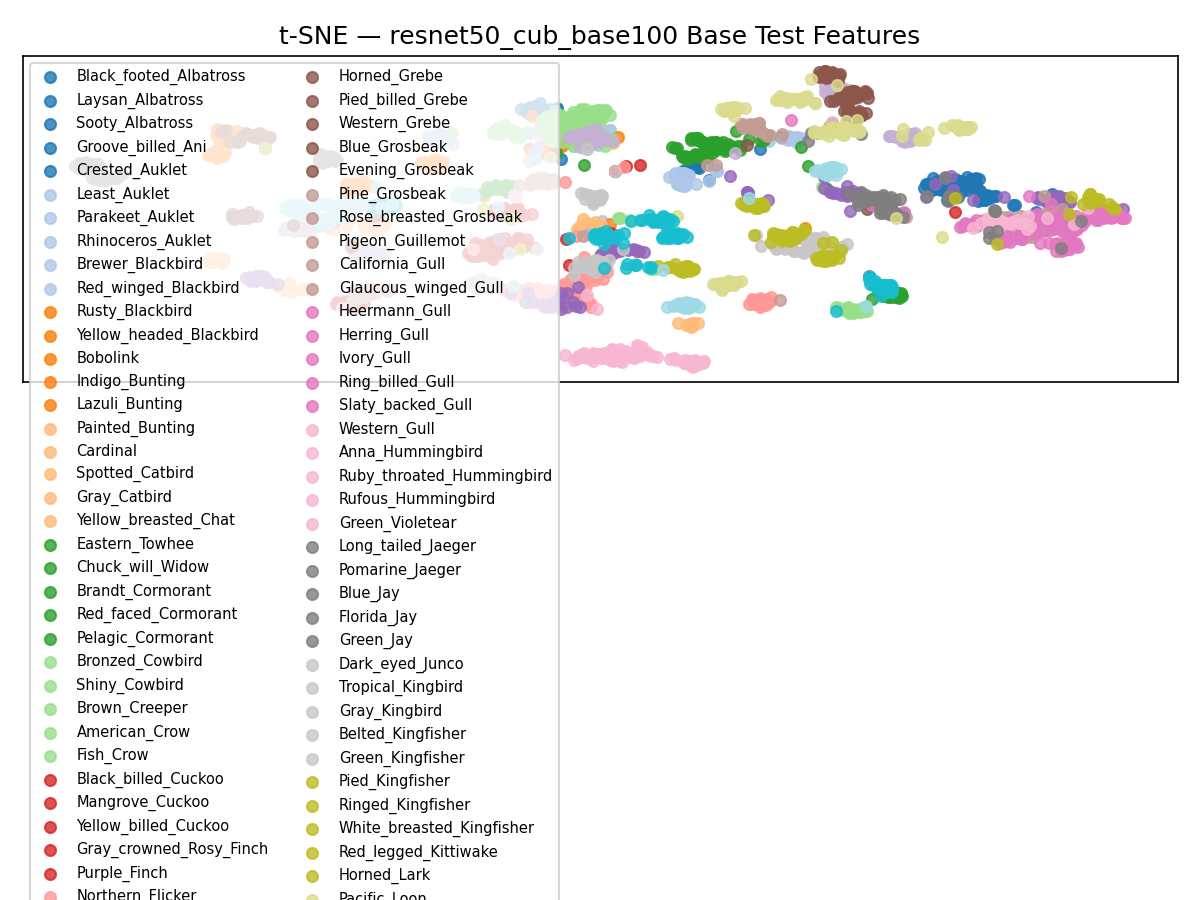 t-SNE — resnet50_cub_base100 Base Test Features
Black_footed_Albatross
Laysan_Albatross
Sooty_Albatross
Groove_billed_Ani
Crested_Auklet
Least_Auklet
Parakeet_Auklet
Rhinoceros_Auklet
Brewer_Blackbird
Red_winged_Blackbird
Rusty_Blackbird
Yellow_headed_Blackbird
Bobolink
Indigo_Bunting
Lazuli_Bunting
Painted_Bunting
Cardinal
Spotted_Catbird
Gray_Catbird
Yellow_breasted_Chat
Eastern_Towhee
Chuck_will_Widow
Brandt_Cormorant
Red_faced_Cormorant
Pelagic_Cormorant
Bronzed_Cowbird
Shiny_Cowbird
Brown_Creeper
American_Crow
Fish_Crow
Black_billed_Cuckoo
Mangrove_Cuckoo
Yellow_billed_Cuckoo
Gray_crowned_Rosy_Finch
Purple_Finch
Northern_Flicker
Horned_Grebe
Pied_billed_Grebe
Western_Grebe
Blue_Grosbeak
Evening_Grosbeak
Pine_Grosbeak
Rose_breasted_Grosbeak
Pigeon_Guillemot
California_Gull
Glaucous_winged_Gull
Heermann_Gull
Herring_Gull
Ivory_Gull
Ring_billed_Gull
Slaty_backed_Gull
Western_Gull
Anna_Hummingbird
Ruby_throated_Hummingbird
Rufous_Hummingbird
Green_Violetear
Long_tailed_Jaeger
Pomarine_Jaeger
Blue_Jay
Florida_Jay
Green_Jay
Dark_eyed_Junco
Tropical_Kingbird
Gray_Kingbird
Belted_Kingfisher
Green_Kingfisher
Pied_Kingfisher
Ringed_Kingfisher
White_breasted_Kingfisher
Red_legged_Kittiwake
Horned_Lark
Pacific_Loon